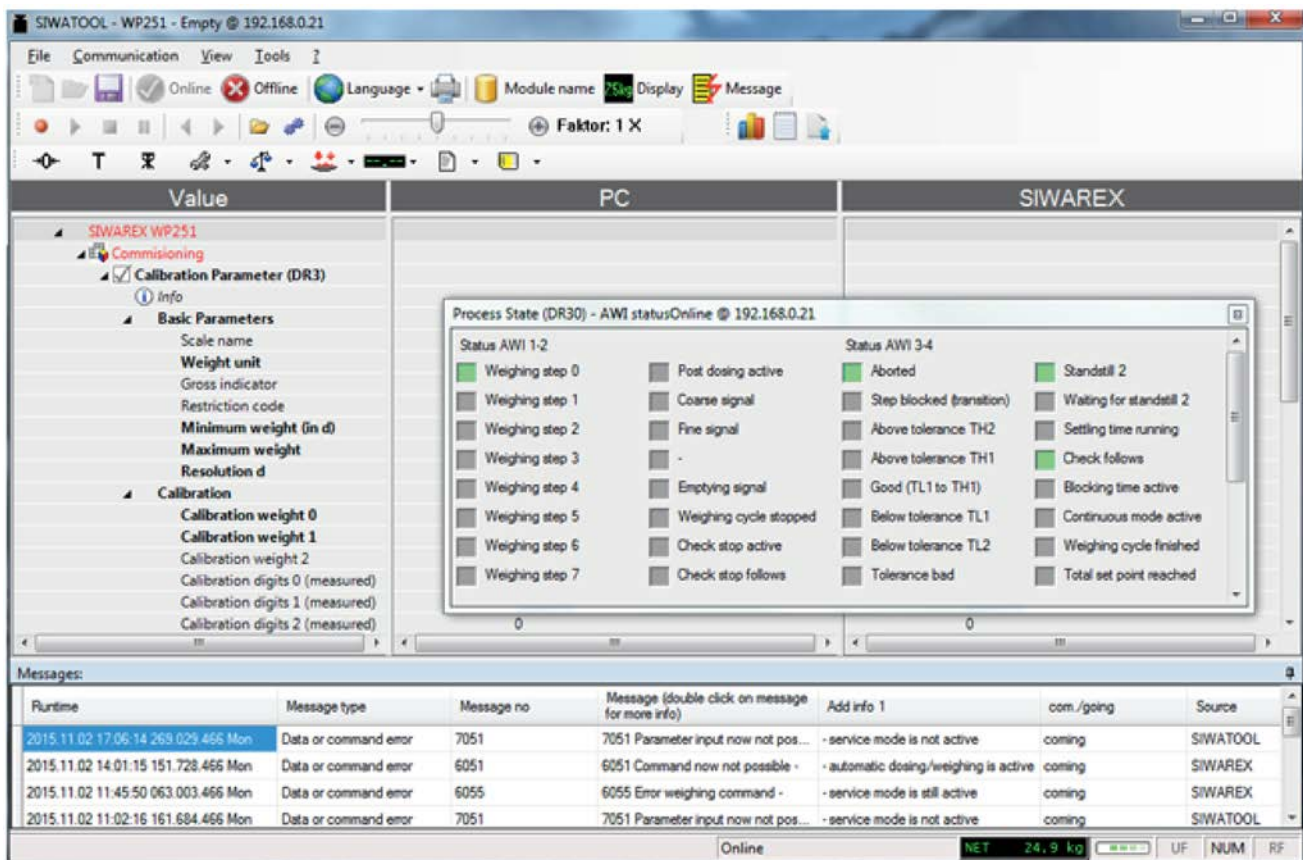 SIWATOOL - WP251 - Empty @ 192.168.0.21
File Communication View Tools ?
Online Offline Language Module name 75kg Display Message
Faktor: 1 X
T
Value PC SIWAREX
SIWAREX WP251
Commisioning
Calibration Parameter (DR3)
Info
Basic Parameters
Scale name
Weight unit
Gross indicator
Restriction code
Minimum weight (in d)
Maximum weight
Resolution d
Calibration
Calibration weight 0
Calibration weight 1
Calibration weight 2
Calibration digits 0 (measured)
Calibration digits 1 (measured)
Calibration digits 2 (measured) 0 0
Process State (DR30) - AWI statusOnline @ 192.168.0.21
Status AWI 1-2 Status AWI 3-4
Weighing step 0 Post dosing active Aborted Standstill 2
Weighing step 1 Coarse signal Step blocked (transition) Waiting for standstill 2
Weighing step 2 Fine signal Above tolerance TH2 Settling time running
Weighing step 3 - Above tolerance TH1 Check follows
Weighing step 4 Emptying signal Good (TL1 to TH1) Blocking time active
Weighing step 5 Weighing cycle stopped Below tolerance TL1 Continuous mode active
Weighing step 6 Check stop active Below tolerance TL2 Weighing cycle finished
Weighing step 7 Check stop follows Tolerance bad Total set point reached
Messages:
Runtime Message type Message no Message (double click on message for more info) Add info 1 com./going Source
2015.11.02 17:06:14 269.029.466 Mon Data or command error 7051 7051 Parameter input now not pos... - service mode is not active coming SIWATOOL
2015.11.02 14:01:15 151.728.466 Mon Data or command error 6051 6051 Command now not possible - - automatic dosing/weighing is active coming SIWAREX
2015.11.02 11:45:50 063.003.466 Mon Data or command error 6055 6055 Error weighing command - - service mode is still active coming SIWAREX
2015.11.02 11:02:16 161.684.466 Mon Data or command error 7051 7051 Parameter input now not pos... - service mode is not active coming SIWATOOL
Online NET 24.9 kg UF NUM RF